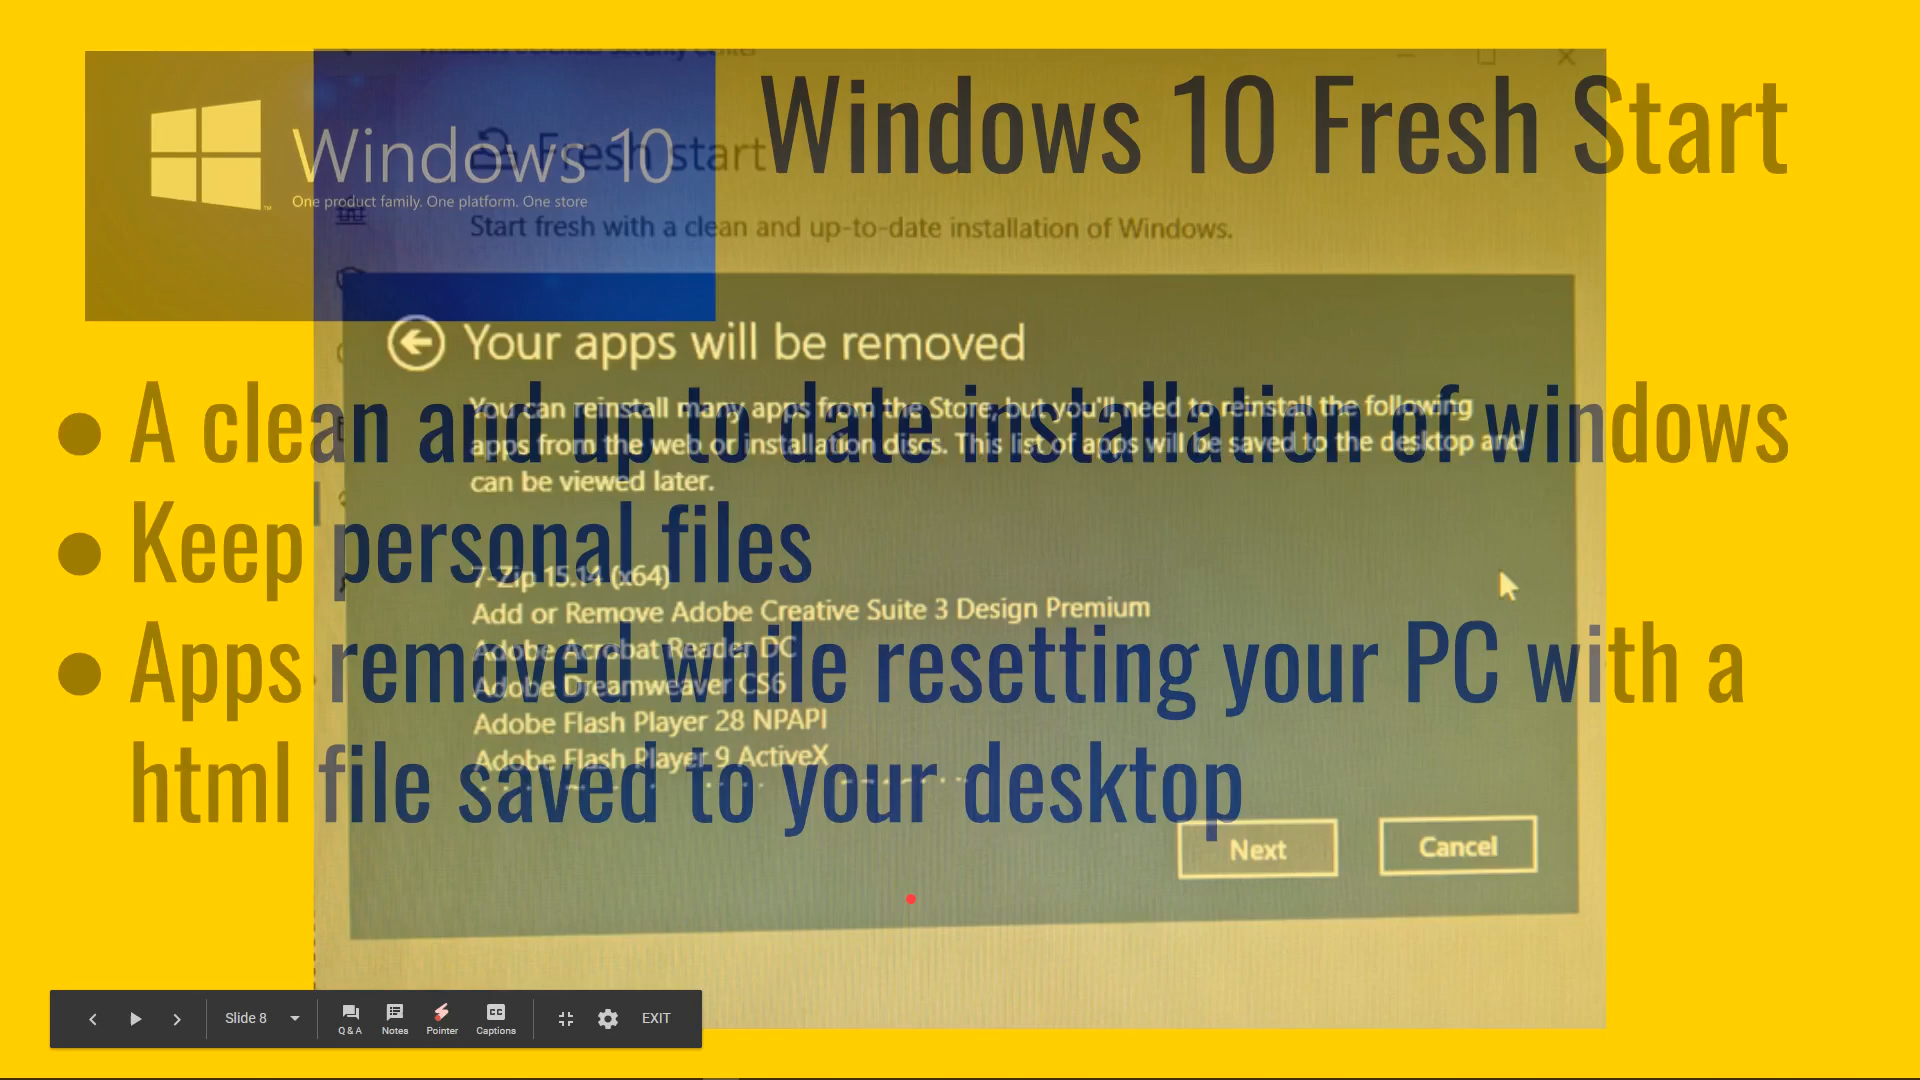 Windows Defender Security Center
Windows 10 Fresh Start
Windows 10
™
One product family. One platform. One store
Fresh start
Start fresh with a clean and up-to-date installation of Windows.
Your apps will be removed
You can reinstall many apps from the Store, but you'll need to reinstall the following
apps from the web or installation discs. This list of apps will be saved to the desktop and
can be viewed later.
7-Zip 15.14 (x64)
Add or Remove Adobe Creative Suite 3 Design Premium
Adobe Acrobat Reader DC
Adobe Dreamweaver CS6
Adobe Flash Player 28 NPAPI
Adobe Flash Player 9 ActiveX
Next
Cancel
● A clean and up to date installation of windows
● Keep personal files
● Apps removed while resetting your PC with a
html file saved to your desktop
Slide 8
Q & A
Notes
Pointer
CC
Captions
EXIT